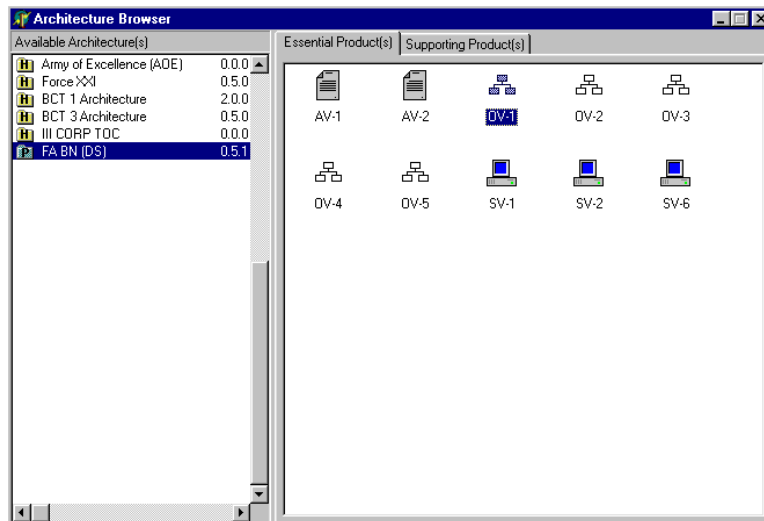 Architecture Browser
Available Architecture(s)
H Army of Excellence (AOE) 0.0.0
H Force XXI 0.5.0
H BCT 1 Architecture 2.0.0
H BCT 3 Architecture 0.5.0
H III CORP TOC 0.0.0
P FA BN (DS) 0.5.1
Essential Product(s) Supporting Product(s)
AV-1 AV-2 OV-1 OV-2 OV-3
OV-4 OV-5 SV-1 SV-2 SV-6